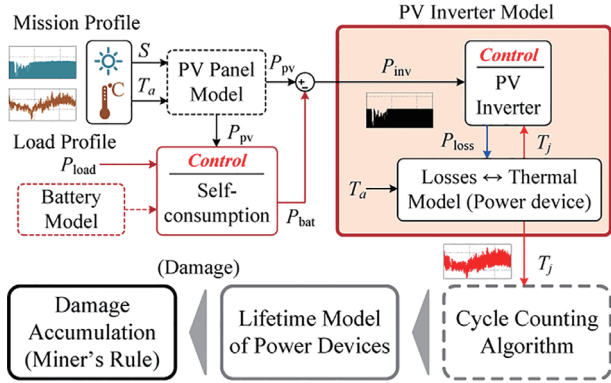 Mission Profile
S
T_a
°C
PV Panel
Model
P_pv
P_pv
Load Profile
P_load
Battery
Model
Control
Self-
consumption
P_bat
PV Inverter Model
P_inv
Control
PV
Inverter
P_loss
T_j
T_a
Losses ↔ Thermal
Model (Power device)
T_j
(Damage)
Damage
Accumulation
(Miner's Rule)
Lifetime Model
of Power Devices
Cycle Counting
Algorithm